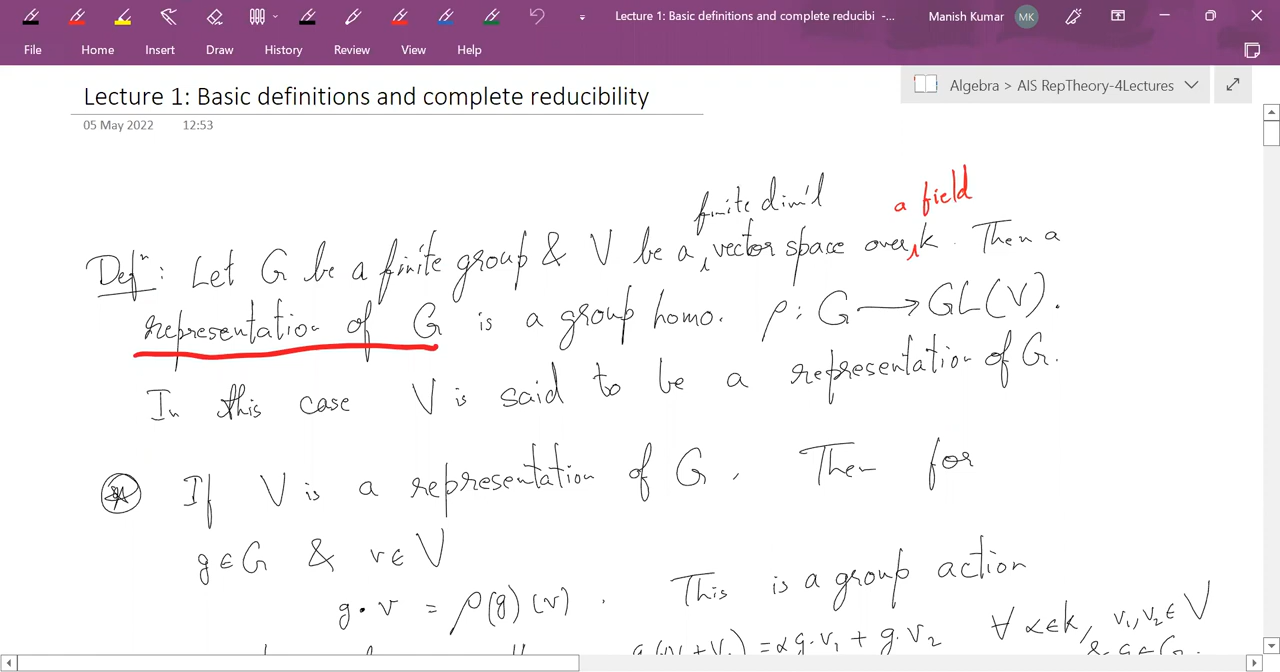 Lecture 1: Basic definitions and complete reducibi -...
Manish Kumar
MK
File Home Insert Draw History Review View Help
Algebra > AIS RepTheory-4Lectures
Lecture 1: Basic definitions and complete reducibility
05 May 2022 12:53
finite dim'l a field
Defⁿ: Let G be a finite group & V be a vector space over k. Then a
representation of G is a group homo. ρ: G → GL(V).
In this case V is said to be a representation of G.
If V is a representation of G, Then for
g ∈ G & v ∈ V
g · v = ρ(g)(v). This is a group action
= α g·v₁ + g·v₂ ∀ α∈k, v₁,v₂ ∈ V
& g ∈ G.